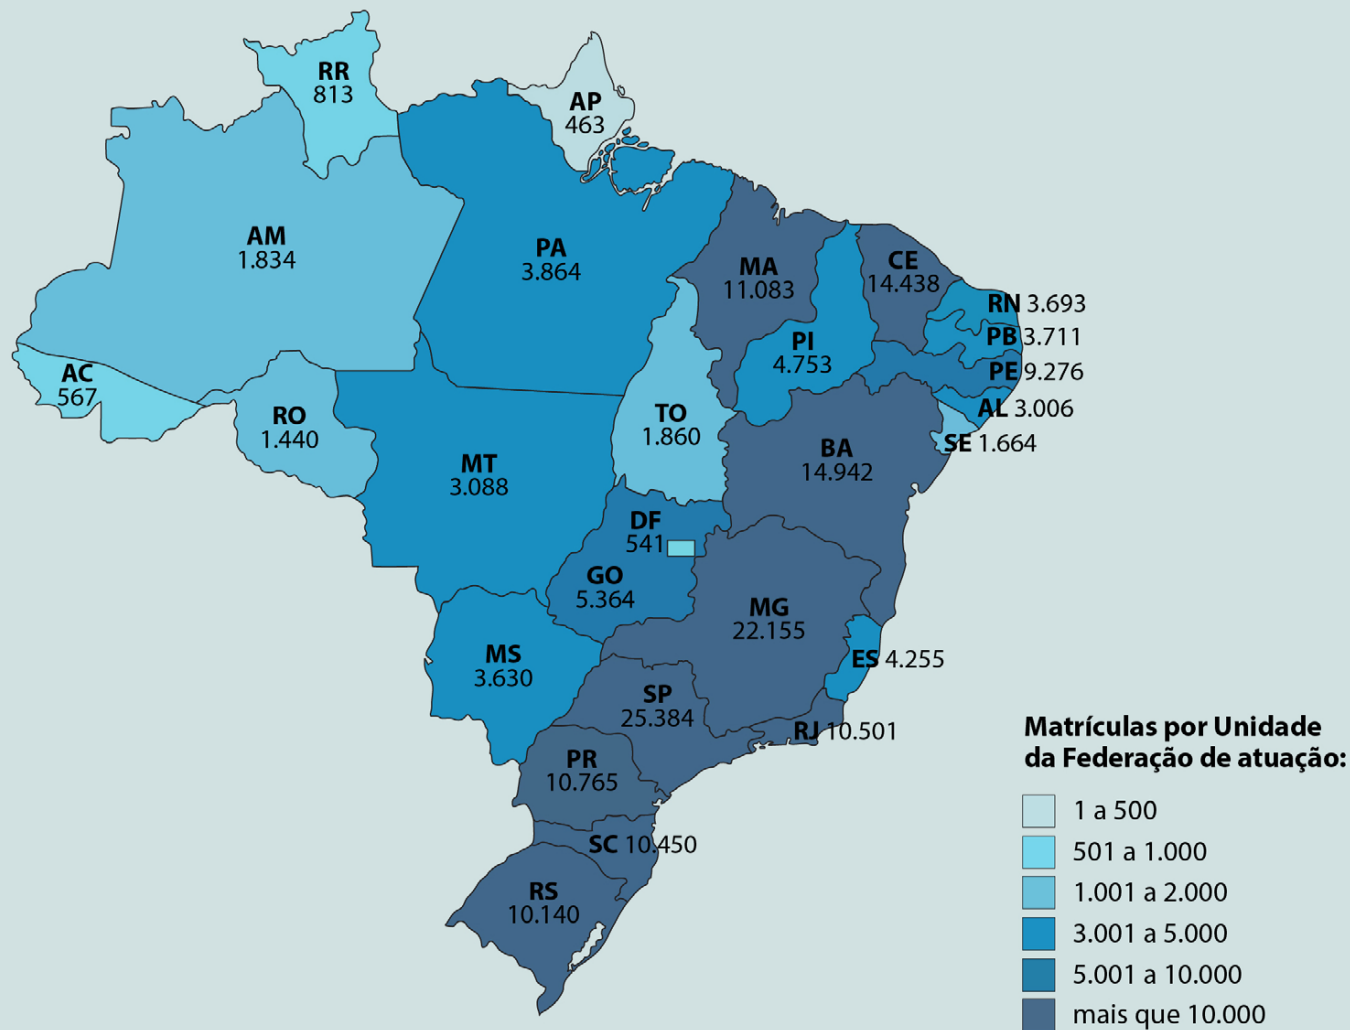 RR
813
AP
463
AM
1.834
PA
3.864
MA
11.083
CE
14.438
RN 3.693
PB 3.711
PI
4.753
PE 9.276
AC
567
AL 3.006
RO
1.440
TO
1.860
SE 1.664
BA
14.942
MT
3.088
DF
541
GO
5.364
MG
22.155
MS
3.630
ES 4.255
SP
25.384
RJ 10.501
PR
10.765
SC 10.450
RS
10.140
Matrículas por Unidade
da Federação de atuação:
1 a 500
501 a 1.000
1.001 a 2.000
3.001 a 5.000
5.001 a 10.000
mais que 10.000